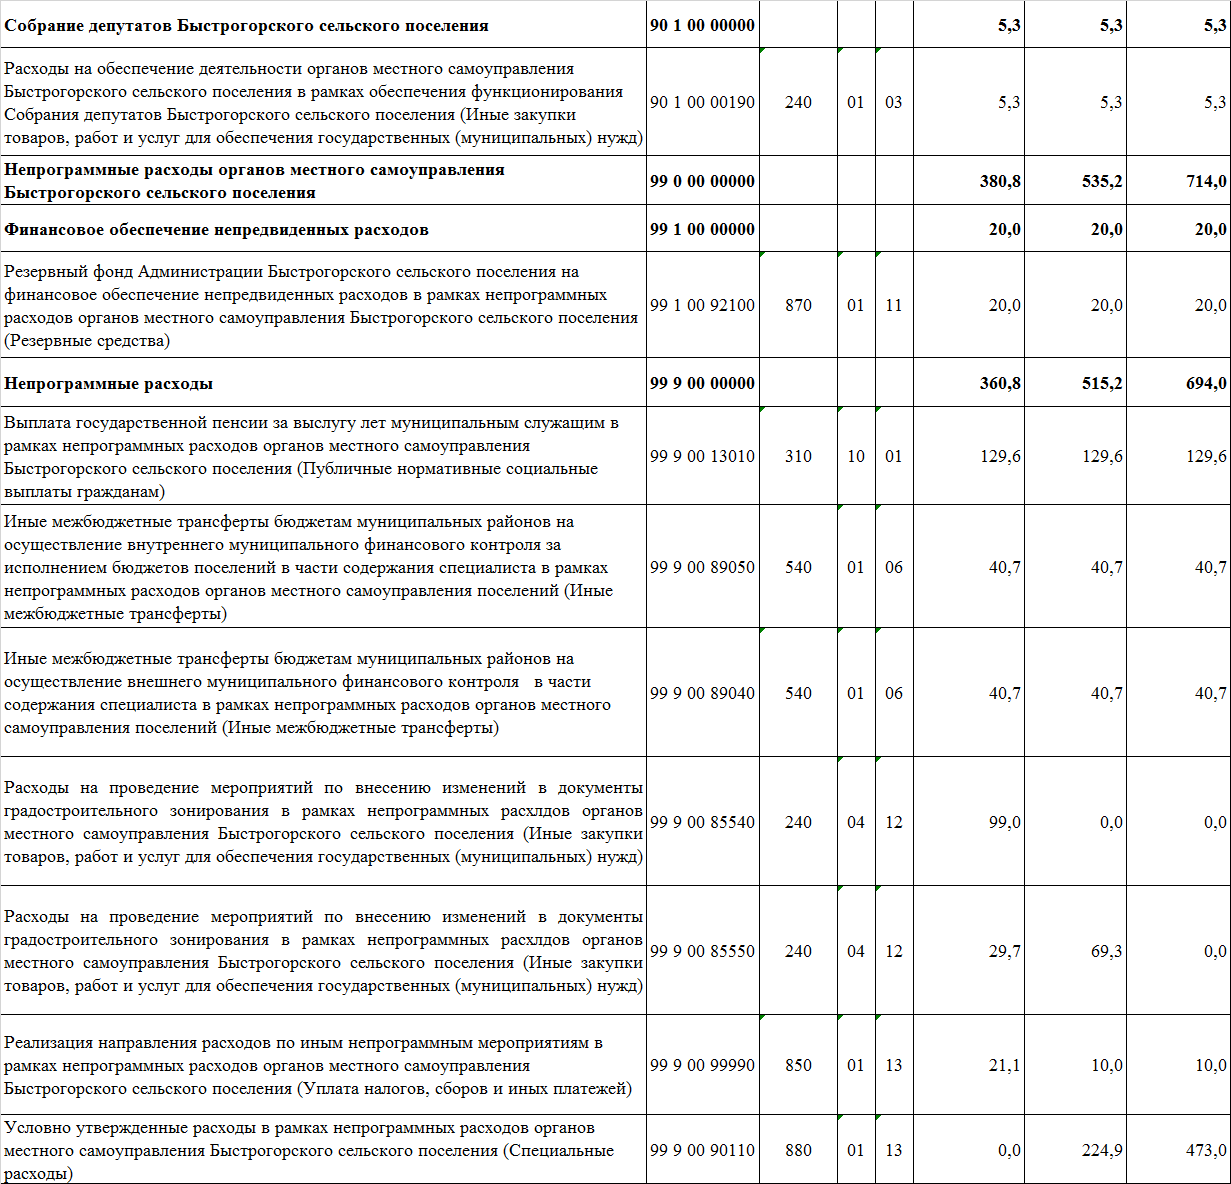 Собрание депутатов Быстрогорского сельского поселения 90 1 00 00000 5,3 5,3 5,3
Расходы на обеспечение деятельности органов местного самоуправления
Быстрогорского сельского поселения в рамках обеспечения функционирования
Собрания депутатов Быстрогорского сельского поселения (Иные закупки
товаров, работ и услуг для обеспечения государственных (муниципальных) нужд)
90 1 00 00190 240 01 03 5,3 5,3 5,3
Непрограммные расходы органов местного самоуправления
Быстрогорского сельского поселения
99 0 00 00000 380,8 535,2 714,0
Финансовое обеспечение непредвиденных расходов 99 1 00 00000 20,0 20,0 20,0
Резервный фонд Администрации Быстрогорского сельского поселения на
финансовое обеспечение непредвиденных расходов в рамках непрограммных
расходов органов местного самоуправления Быстрогорского сельского поселения
(Резервные средства)
99 1 00 92100 870 01 11 20,0 20,0 20,0
Непрограммные расходы 99 9 00 00000 360,8 515,2 694,0
Выплата государственной пенсии за выслугу лет муниципальным служащим в
рамках непрограммных расходов органов местного самоуправления
Быстрогорского сельского поселения (Публичные нормативные социальные
выплаты гражданам)
99 9 00 13010 310 10 01 129,6 129,6 129,6
Иные межбюджетные трансферты бюджетам муниципальных районов на
осуществление внутреннего муниципального финансового контроля за
исполнением бюджетов поселений в части содержания специалиста в рамках
непрограммных расходов органов местного самоуправления поселений (Иные
межбюджетные трансферты)
99 9 00 89050 540 01 06 40,7 40,7 40,7
Иные межбюджетные трансферты бюджетам муниципальных районов на
осуществление внешнего муниципального финансового контроля в части
содержания специалиста в рамках непрограммных расходов органов местного
самоуправления поселений (Иные межбюджетные трансферты)
99 9 00 89040 540 01 06 40,7 40,7 40,7
Расходы на проведение мероприятий по внесению изменений в документы
градостроительного зонирования в рамках непрограммных расхлдов органов
местного самоуправления Быстрогорского сельского поселения (Иные закупки
товаров, работ и услуг для обеспечения государственных (муниципальных) нужд)
99 9 00 85540 240 04 12 99,0 0,0 0,0
Расходы на проведение мероприятий по внесению изменений в документы
градостроительного зонирования в рамках непрограммных расхлдов органов
местного самоуправления Быстрогорского сельского поселения (Иные закупки
товаров, работ и услуг для обеспечения государственных (муниципальных) нужд)
99 9 00 85550 240 04 12 29,7 69,3 0,0
Реализация направления расходов по иным непрограммным мероприятиям в
рамках непрограммных расходов органов местного самоуправления
Быстрогорского сельского поселения (Уплата налогов, сборов и иных платежей)
99 9 00 99990 850 01 13 21,1 10,0 10,0
Условно утвержденные расходы в рамках непрограммных расходов органов
местного самоуправления Быстрогорского сельского поселения (Специальные
расходы)
99 9 00 90110 880 01 13 0,0 224,9 473,0